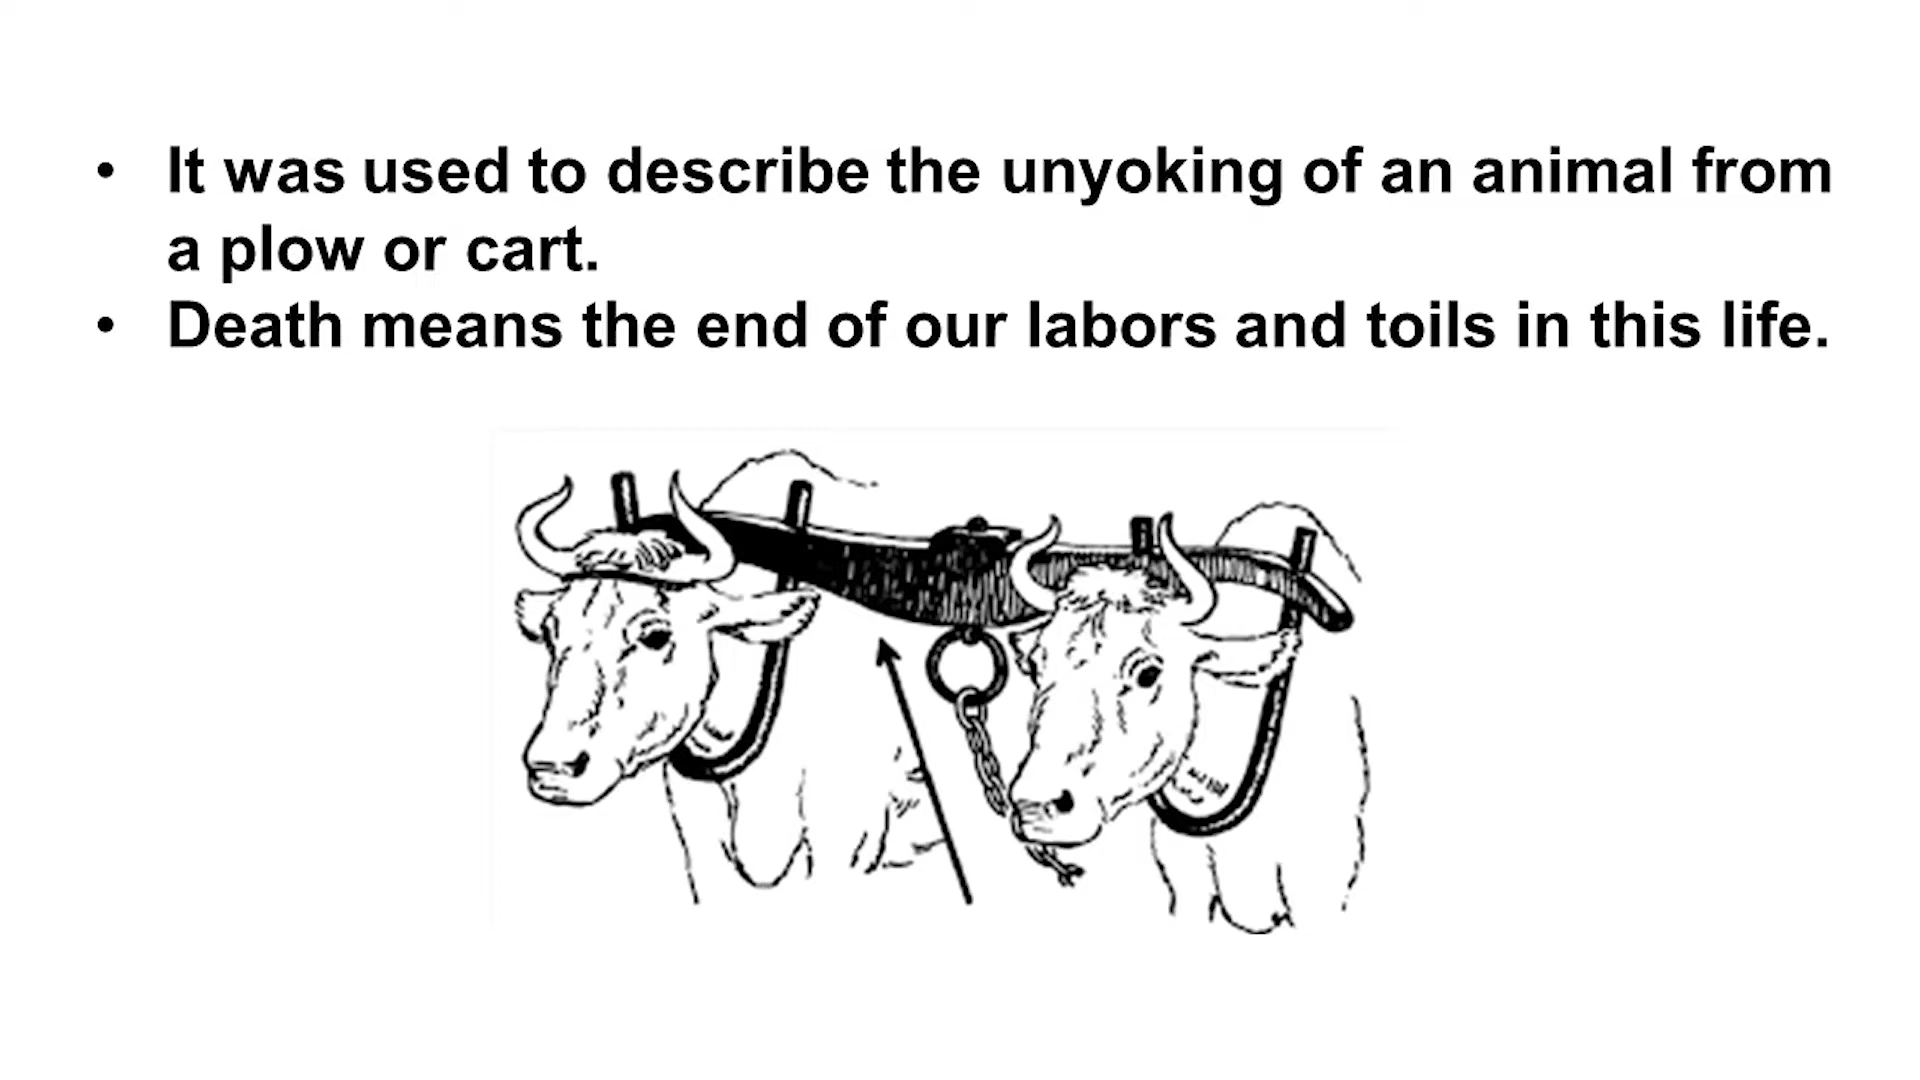 • It was used to describe the unyoking of an animal from
a plow or cart.
• Death means the end of our labors and toils in this life.